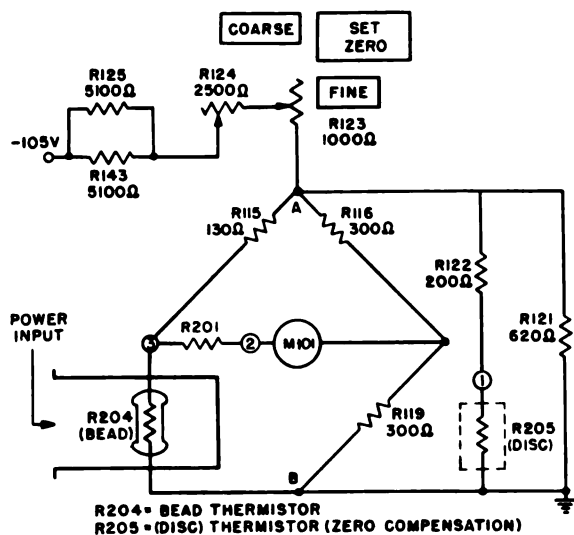 COARSE
SET
ZERO
R125
5100Ω
R124
2500Ω
FINE
R123
1000Ω
-105V
R143
5100Ω
A
R115
130Ω
R116
300Ω
R122
200Ω
R121
620Ω
POWER
INPUT
3
R201
2
M101
1
R204
(BEAD)
R119
300Ω
R205
(DISC)
B
R204= BEAD THERMISTOR
R205=(DISC) THERMISTOR (ZERO COMPENSATION)